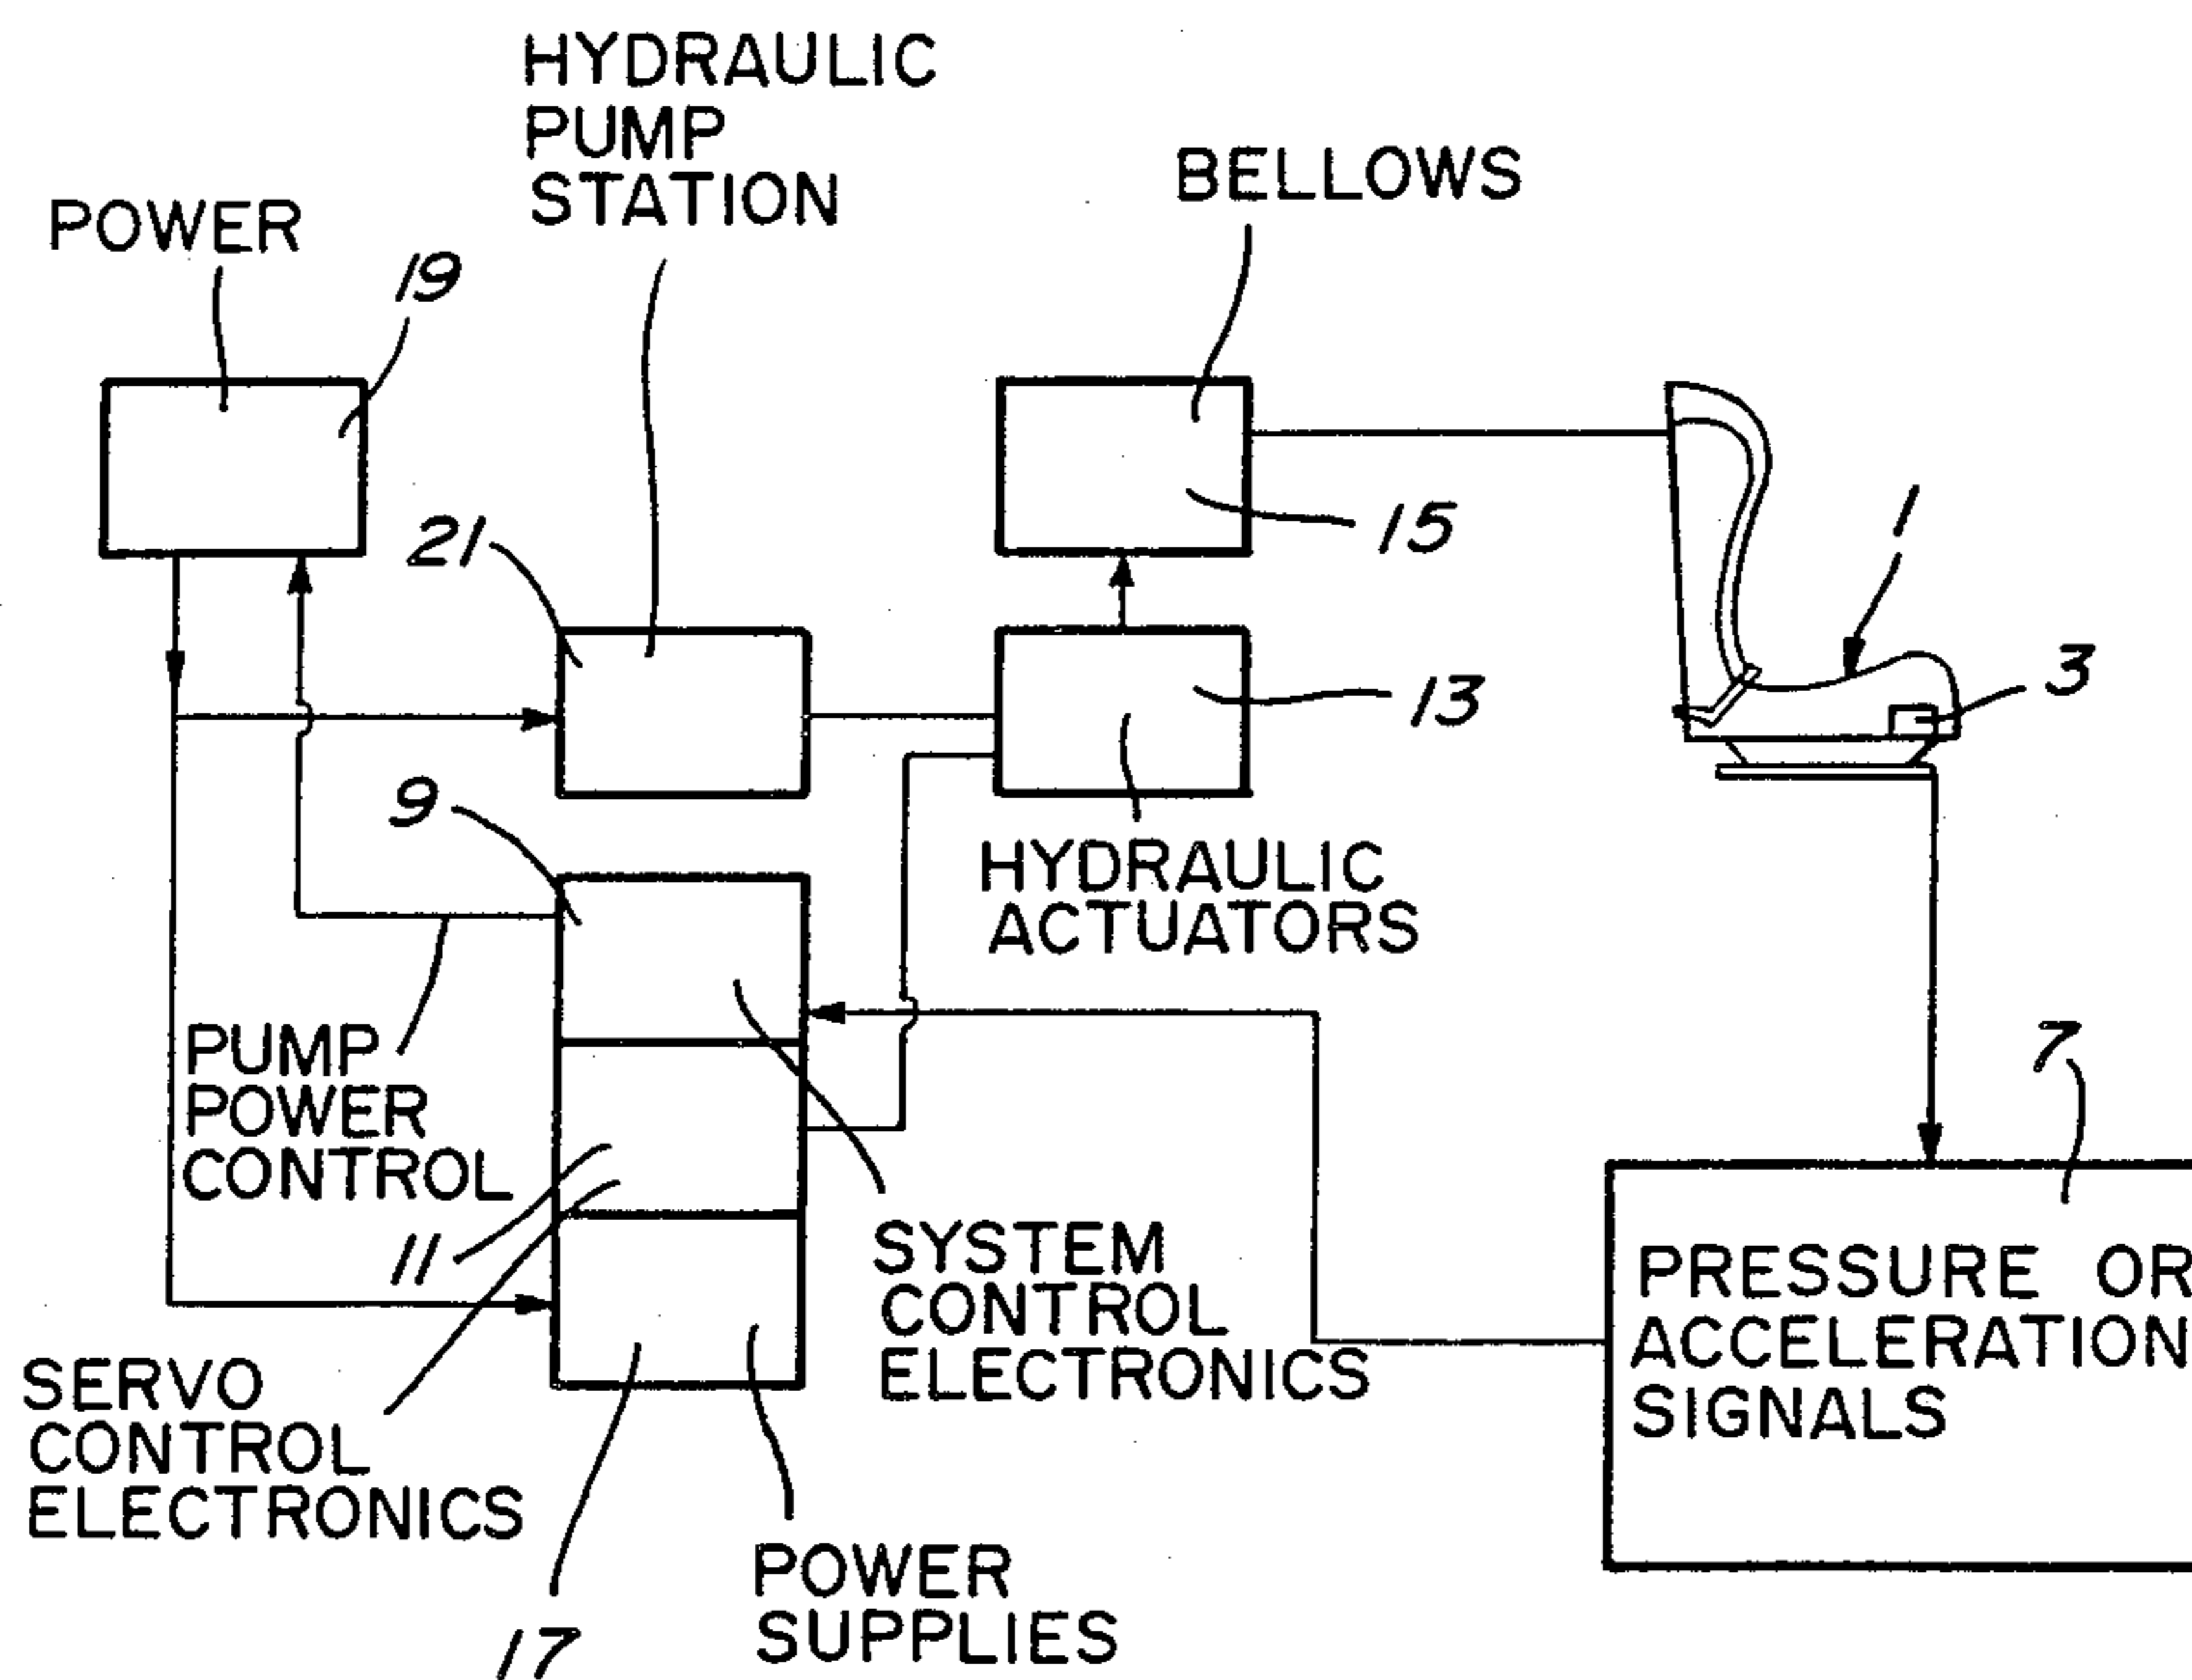 HYDRAULIC
PUMP
STATION
BELLOWS
POWER
19
21
15
1
13
3
9
HYDRAULIC
ACTUATORS
PUMP
POWER
CONTROL
7
11
SYSTEM
CONTROL
ELECTRONICS
PRESSURE OR
ACCELERATION
SIGNALS
SERVO
CONTROL
ELECTRONICS
POWER
SUPPLIES
17